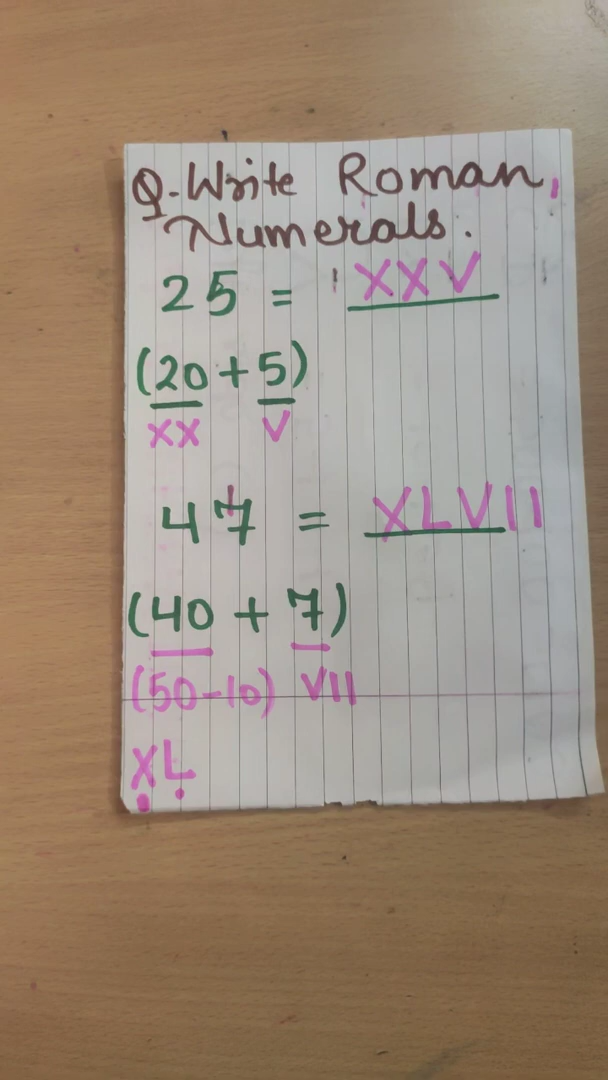 Q. Write Roman
Numerals.
25 = XXV
(20 + 5)
XX V
47 = XLVII
(40 + 7)
(50-10) VII
XL